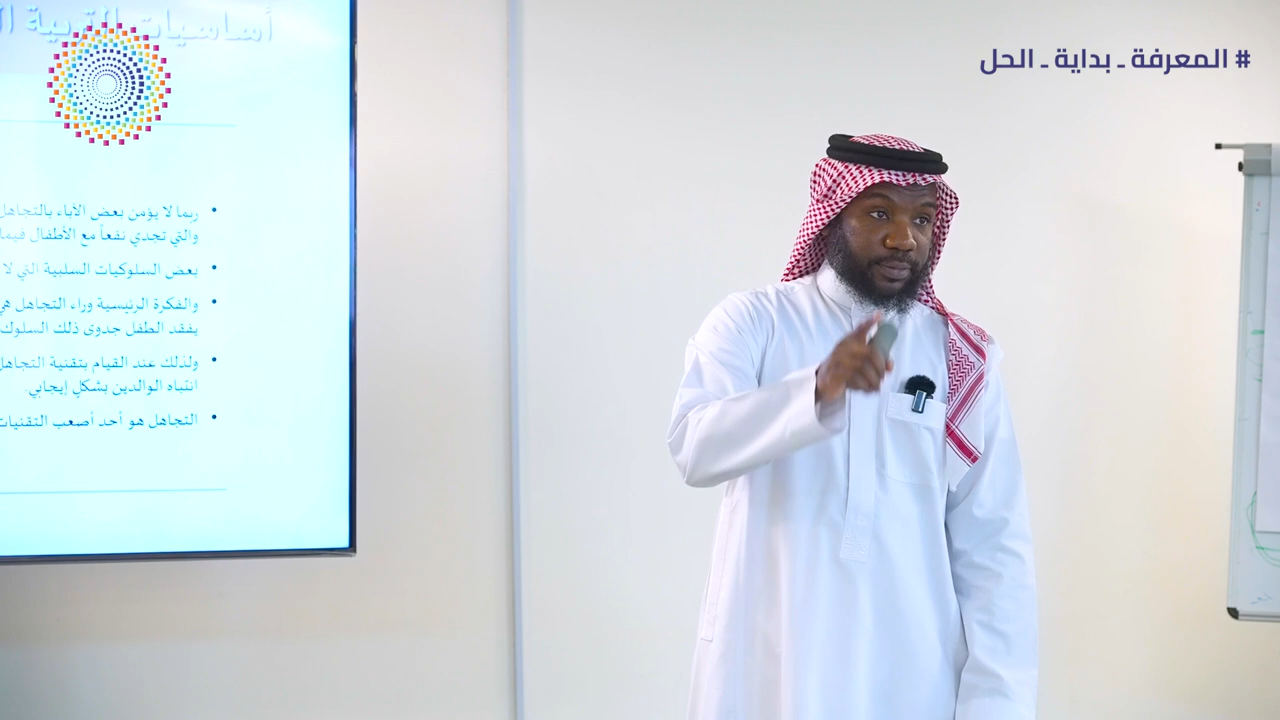 # المعرفة ـ بداية ـ الحل
أساسيات التربية
ربما لا يؤمن بعض الآباء بالتجاهل
والتي تجدي نفعاً مع الأطفال فيما
بعض السلوكيات السلبية التي لا
والفكرة الرئيسية وراء التجاهل هي
يفقد الطفل جدوى ذلك السلوك
ولذلك عند القيام بتقنية التجاهل
انتباه الوالدين بشكلٍ إيجابي.
التجاهل هو أحد أصعب التقنيات